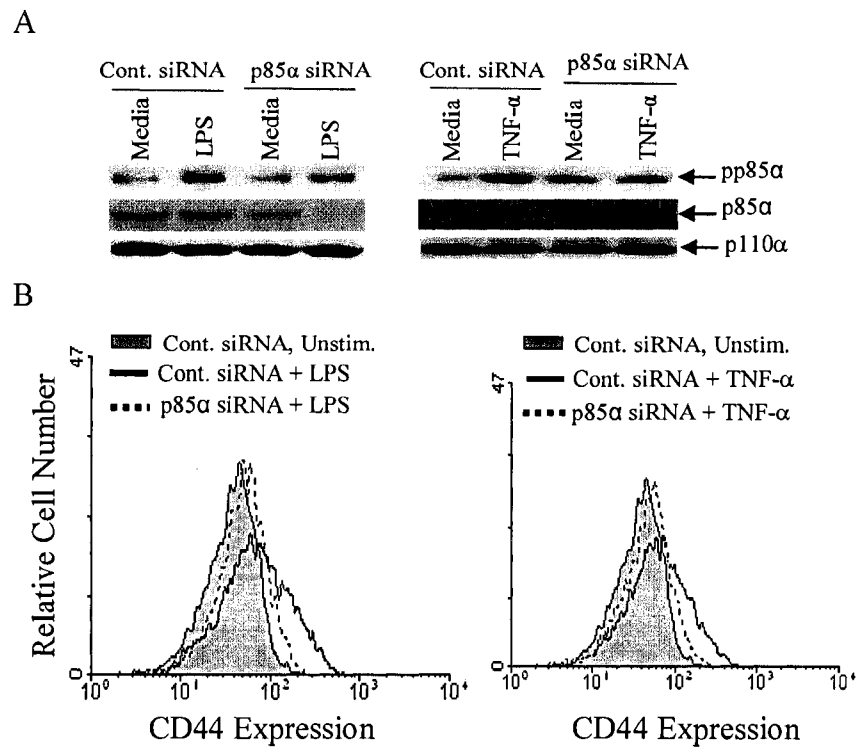 A
Cont. siRNA p85α siRNA
Media LPS Media LPS
Cont. siRNA p85α siRNA
Media TNF-α Media TNF-α
pp85α
p85α
p110α
B
Cont. siRNA, Unstim.
Cont. siRNA + LPS
p85α siRNA + LPS
47
Relative Cell Number
0
10⁰ 10¹ 10² 10³ 10⁴
CD44 Expression
Cont. siRNA, Unstim.
Cont. siRNA + TNF-α
p85α siRNA + TNF-α
47
0
10⁰ 10¹ 10² 10³ 10⁴
CD44 Expression